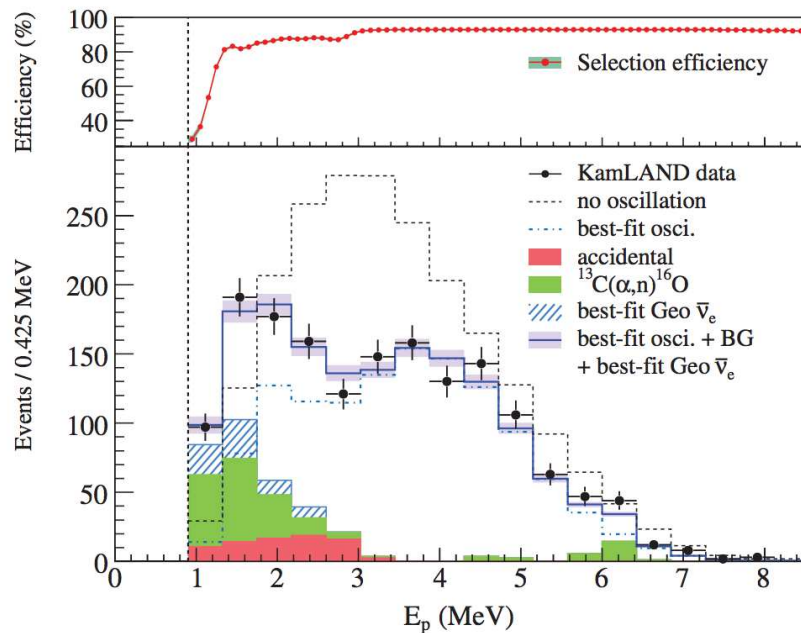 Efficiency (%)
100
80
60
40
Selection efficiency
Events / 0.425 MeV
250
200
150
100
50
0
KamLAND data
no oscillation
best-fit osci.
accidental
¹³C(α,n)¹⁶O
best-fit Geo ν̄ₑ
best-fit osci. + BG
+ best-fit Geo ν̄ₑ
0 1 2 3 4 5 6 7 8
Eₚ (MeV)